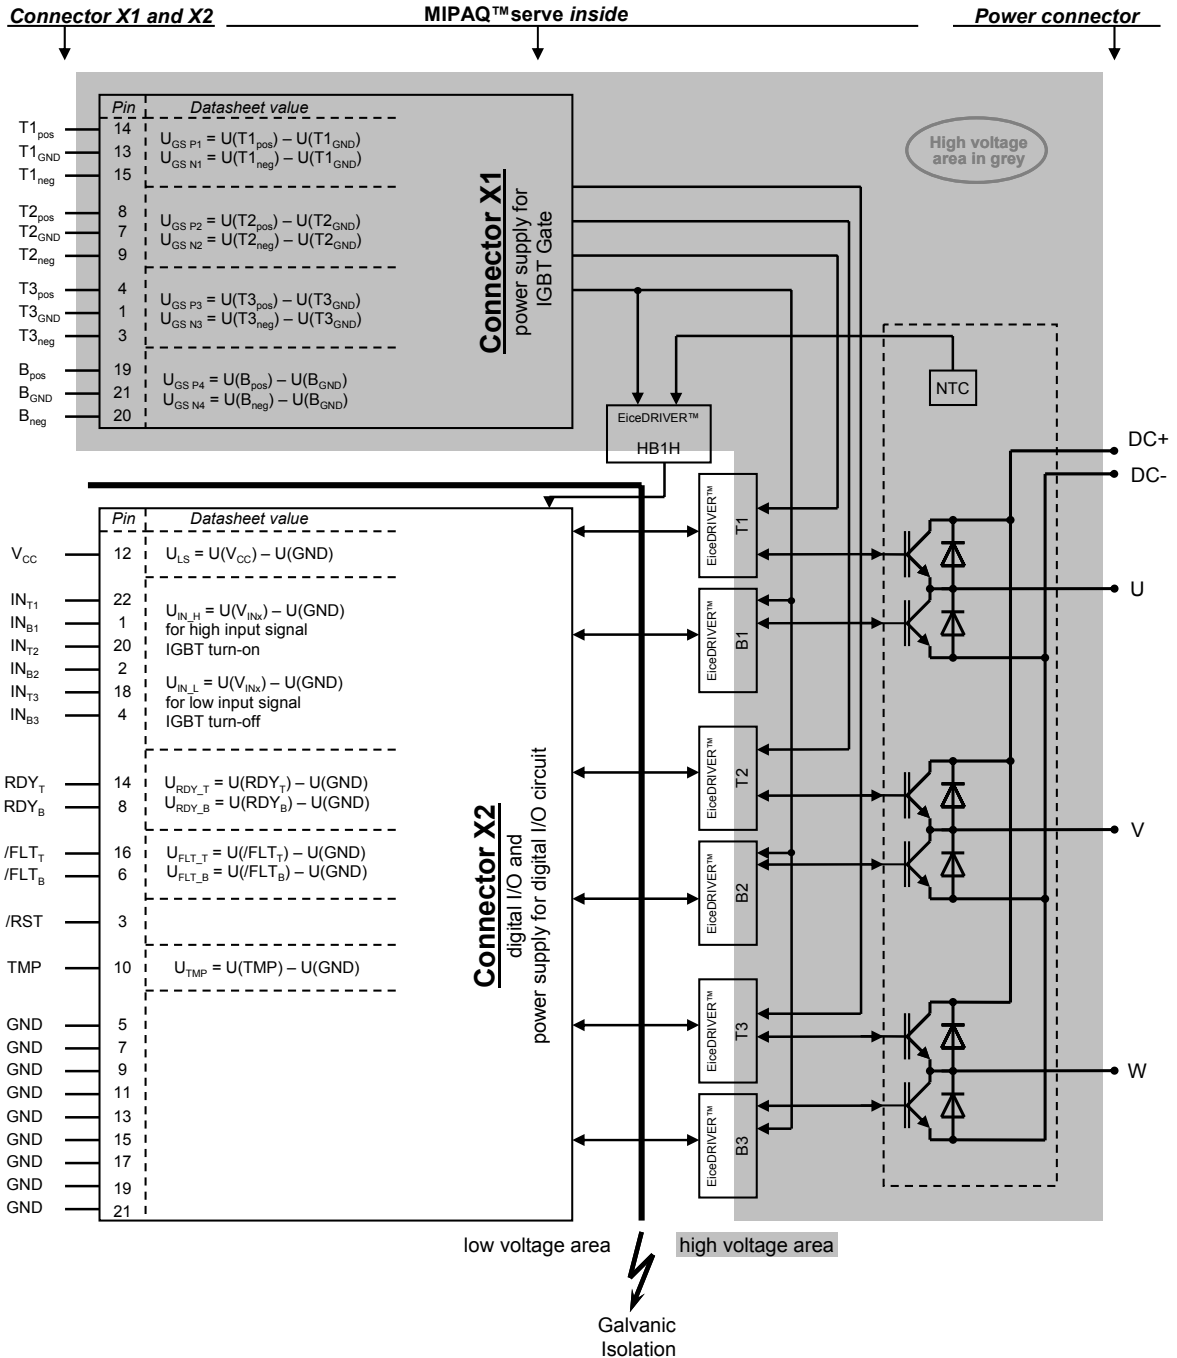 Connector X1 and X2
MIPAQ™serve inside
Power connector
Pin Datasheet value
T1pos 14
T1GND 13
T1neg 15
UGS P1 = U(T1pos) – U(T1GND)
UGS N1 = U(T1neg) – U(T1GND)
T2pos 8
T2GND 7
T2neg 9
UGS P2 = U(T2pos) – U(T2GND)
UGS N2 = U(T2neg) – U(T2GND)
T3pos 4
T3GND 1
T3neg 3
UGS P3 = U(T3pos) – U(T3GND)
UGS N3 = U(T3neg) – U(T3GND)
Bpos 19
BGND 21
Bneg 20
UGS P4 = U(Bpos) – U(BGND)
UGS N4 = U(Bneg) – U(BGND)
Connector X1
power supply for
IGBT Gate
High voltage
area in grey
NTC
EiceDRIVER™
HB1H
DC+
DC-
Pin Datasheet value
VCC 12 ULS = U(VCC) – U(GND)
INT1 22
INB1 1
INT2 20
INB2 2
INT3 18
INB3 4
UIN_H = U(VINx) – U(GND)
for high input signal
IGBT turn-on
UIN_L = U(VINx) – U(GND)
for low input signal
IGBT turn-off
RDYT 14 URDY_T = U(RDYT) – U(GND)
RDYB 8 URDY_B = U(RDYB) – U(GND)
/FLTT 16 UFLT_T = U(/FLTT) – U(GND)
/FLTB 6 UFLT_B = U(/FLTB) – U(GND)
/RST 3
TMP 10 UTMP = U(TMP) – U(GND)
GND 5
GND 7
GND 9
GND 11
GND 13
GND 15
GND 17
GND 19
GND 21
Connector X2
digital I/O and
power supply for digital I/O circuit
EiceDRIVER™
T1
EiceDRIVER™
B1
EiceDRIVER™
T2
EiceDRIVER™
B2
EiceDRIVER™
T3
EiceDRIVER™
B3
U
V
W
low voltage area
high voltage area
Galvanic
Isolation